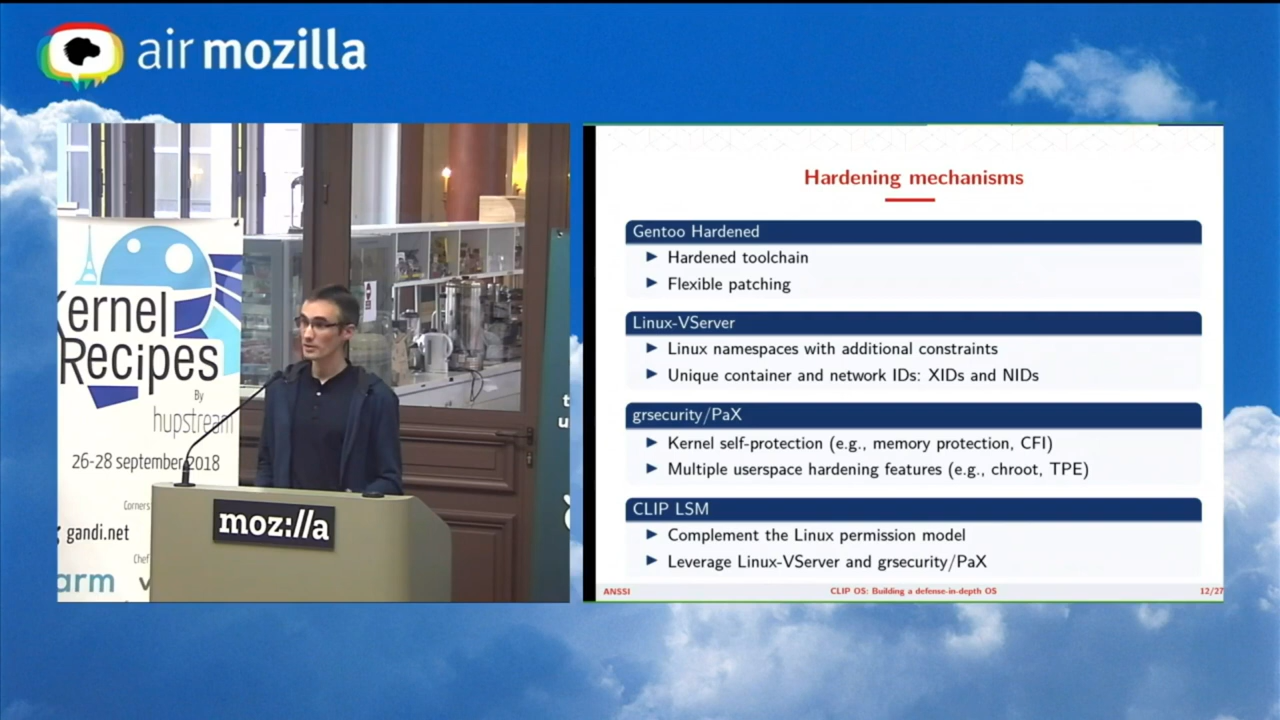 air mozilla
Kernel
Recipes
By
hupstream
26-28 september 2018
Corners
gandi.net
Chef
arm
moz://a
Hardening mechanisms
Gentoo Hardened
Hardened toolchain
Flexible patching
Linux-VServer
Linux namespaces with additional constraints
Unique container and network IDs: XIDs and NIDs
grsecurity/PaX
Kernel self-protection (e.g., memory protection, CFI)
Multiple userspace hardening features (e.g., chroot, TPE)
CLIP LSM
Complement the Linux permission model
Leverage Linux-VServer and grsecurity/PaX
ANSSI
CLIP OS: Building a defense-in-depth OS
12/27